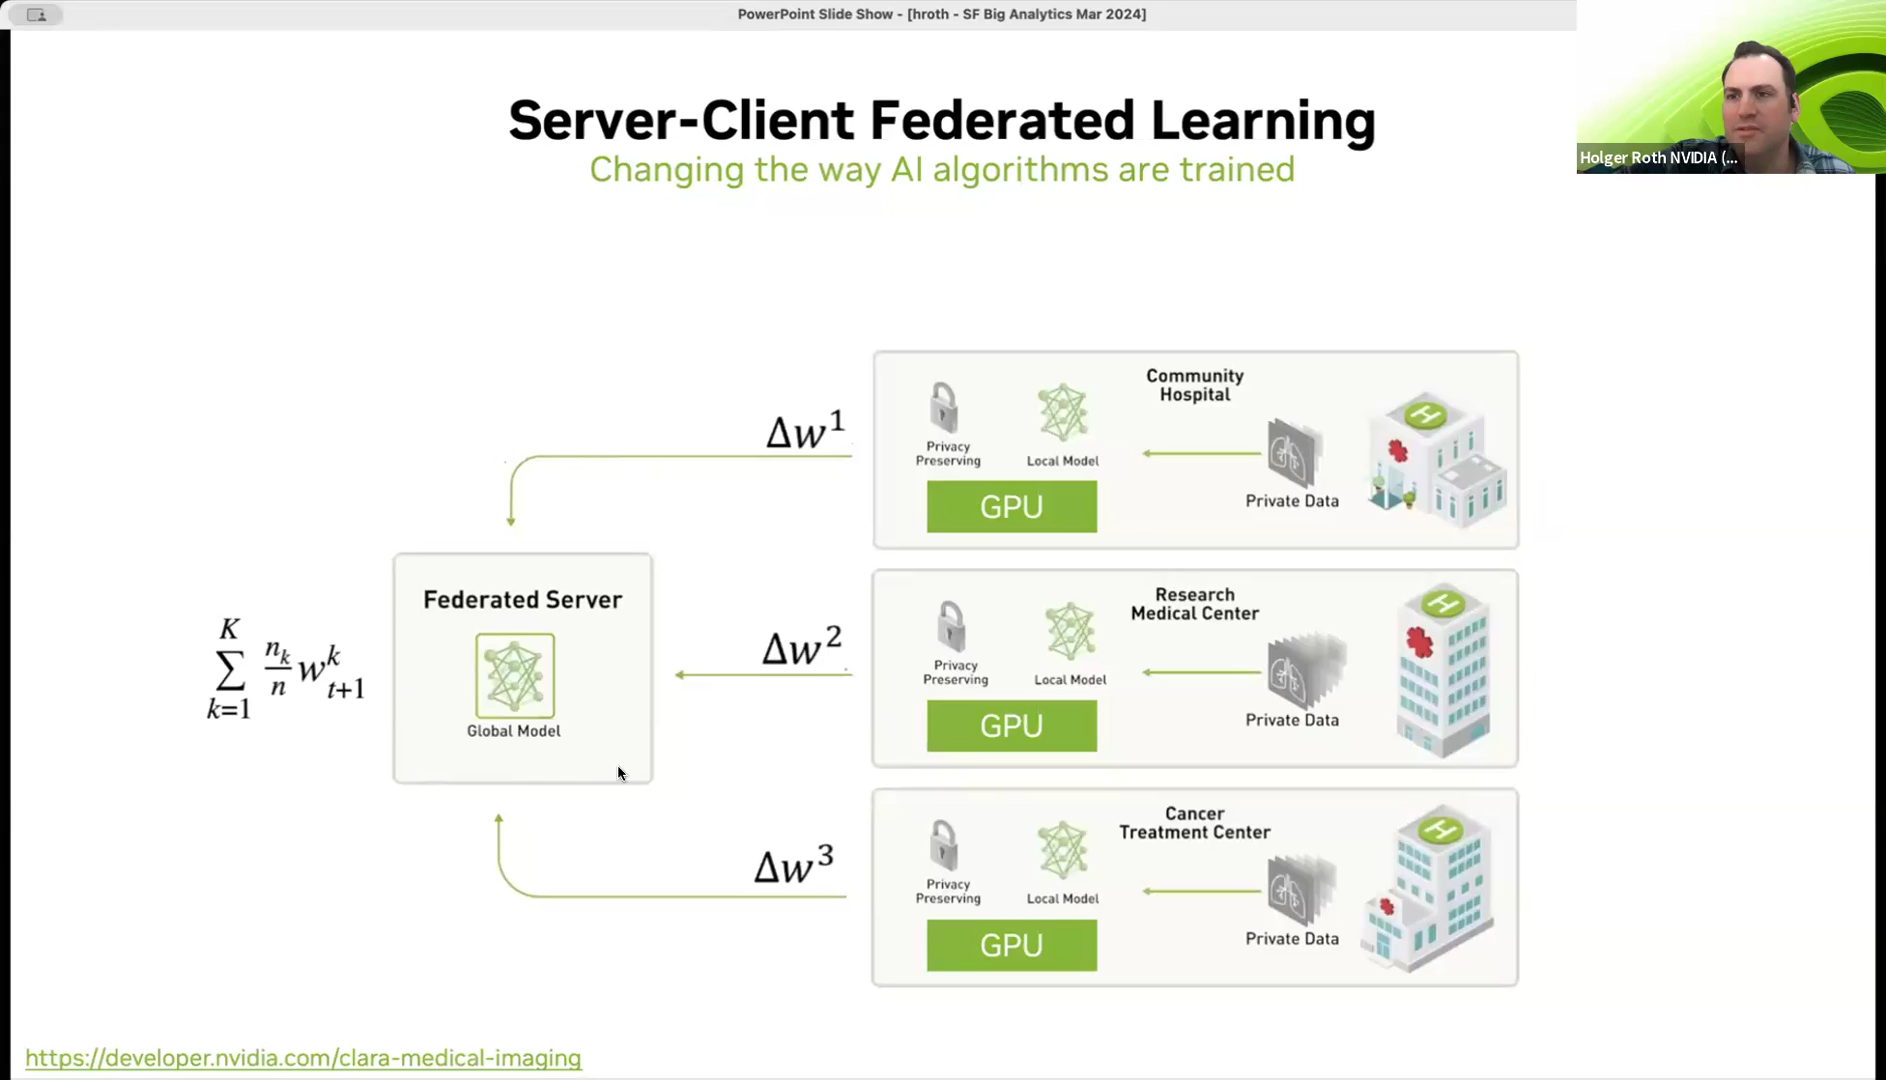 PowerPoint Slide Show - [hroth - SF Big Analytics Mar 2024]
Holger Roth NVIDIA (...
Server-Client Federated Learning
Changing the way AI algorithms are trained
Community
Hospital
Privacy
Preserving
Local Model
Private Data
GPU
Δw¹
Federated Server
Global Model
K
∑ nₖ/n wᵏₜ₊₁
k=1
Δw²
Research
Medical Center
Privacy
Preserving
Local Model
Private Data
GPU
Δw³
Cancer
Treatment Center
Privacy
Preserving
Local Model
Private Data
GPU
H
H
H
https://developer.nvidia.com/clara-medical-imaging